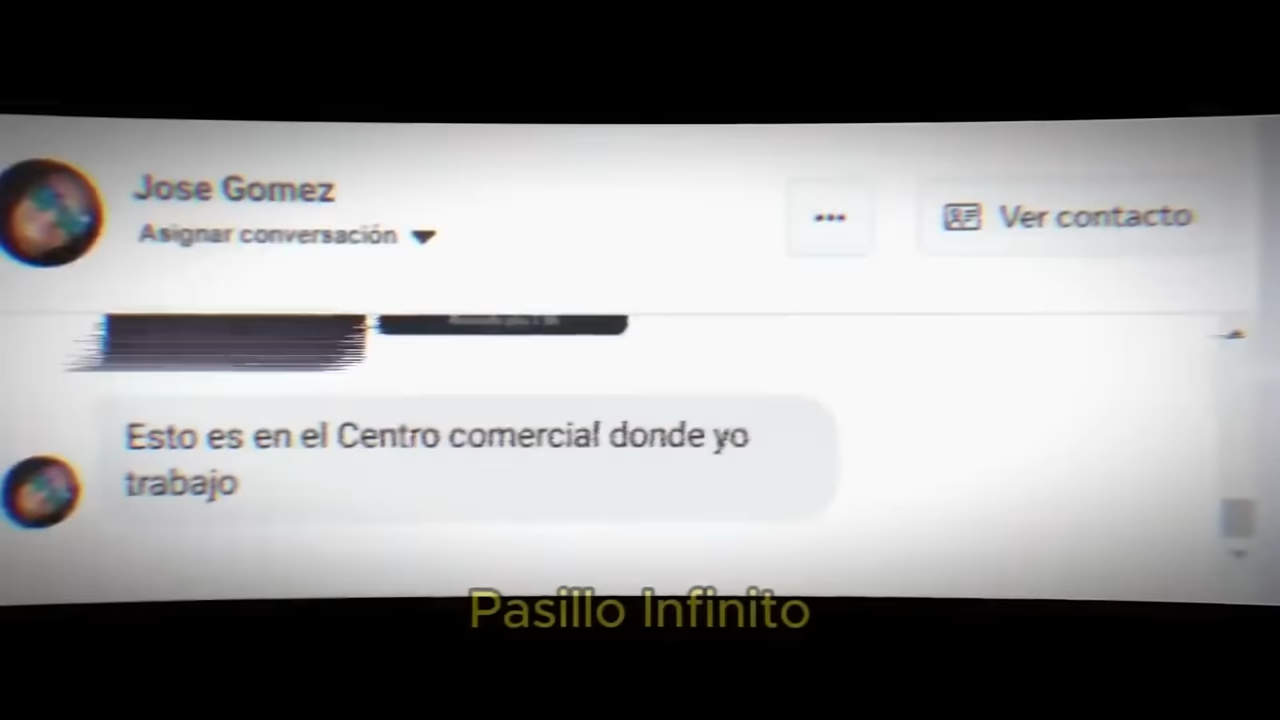 Jose Gomez
Asignar conversación
Ver contacto
Esto es en el Centro comercial donde yo
trabajo
Pasillo Infinito